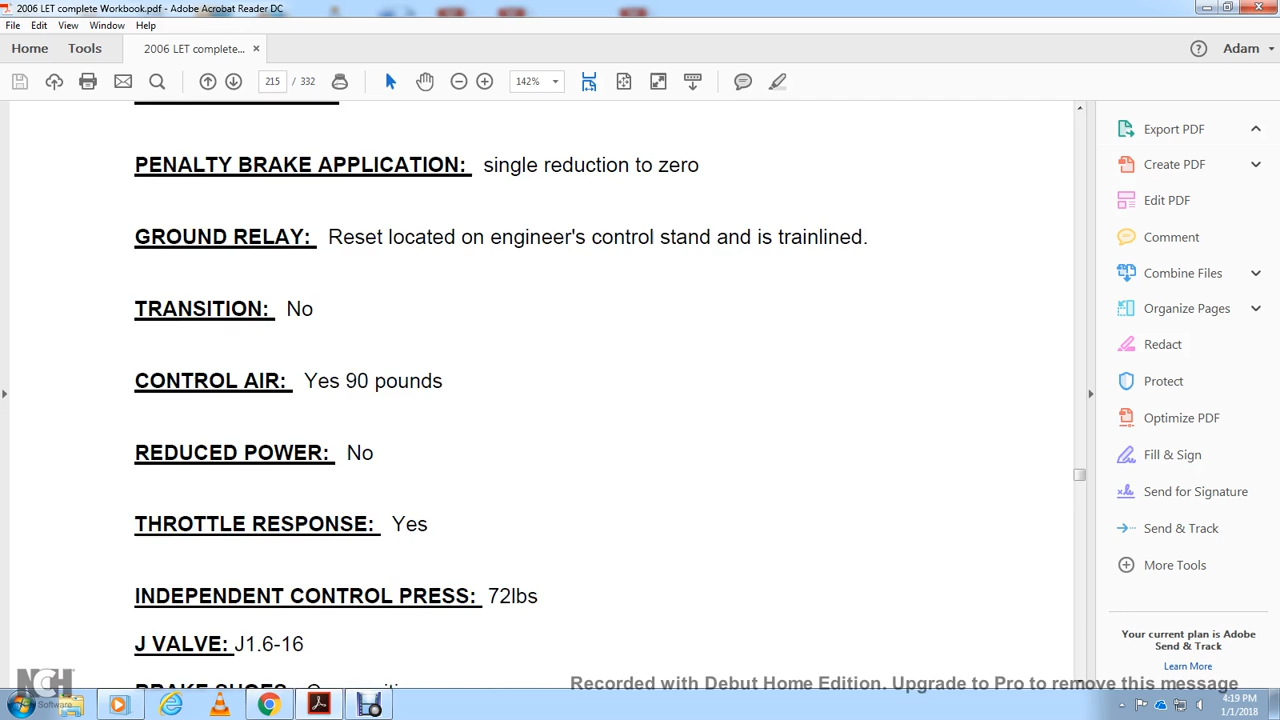 2006 LET complete Workbook.pdf - Adobe Acrobat Reader DC
File Edit View Window Help
Home Tools 2006 LET complete... × Adam
215 / 332 142%
PENALTY BRAKE APPLICATION: single reduction to zero
GROUND RELAY: Reset located on engineer's control stand and is trainlined.
TRANSITION: No
CONTROL AIR: Yes 90 pounds
REDUCED POWER: No
THROTTLE RESPONSE: Yes
INDEPENDENT CONTROL PRESS: 72lbs
J VALVE: J1.6-16
Export PDF
Create PDF
Edit PDF
Comment
Combine Files
Organize Pages
Redact
Protect
Optimize PDF
Fill & Sign
Send for Signature
Send & Track
More Tools
Your current plan is Adobe
Send & Track
Learn More
NCH
Software
Recorded with Debut Home Edition. Upgrade to Pro to remove this message
4:19 PM
1/1/2018